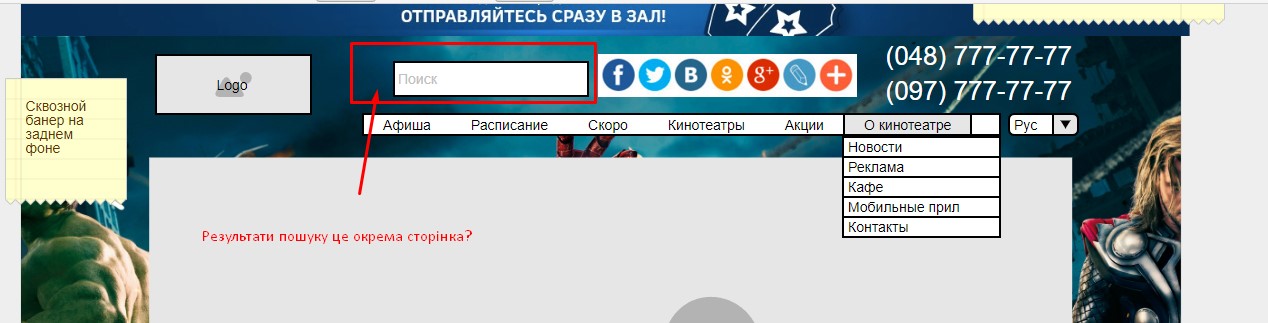 ОТПРАВЛЯЙТЕСЬ СРАЗУ В ЗАЛ!
Logo
Поиск
(048) 777-77-77
(097) 777-77-77
Сквозной
банер на
заднем
фоне
Афиша Расписание Скоро Кинотеатры Акции О кинотеатре Рус
Новости
Реклама
Кафе
Мобильные прил
Контакты
Результати пошуку це окрема сторінка?